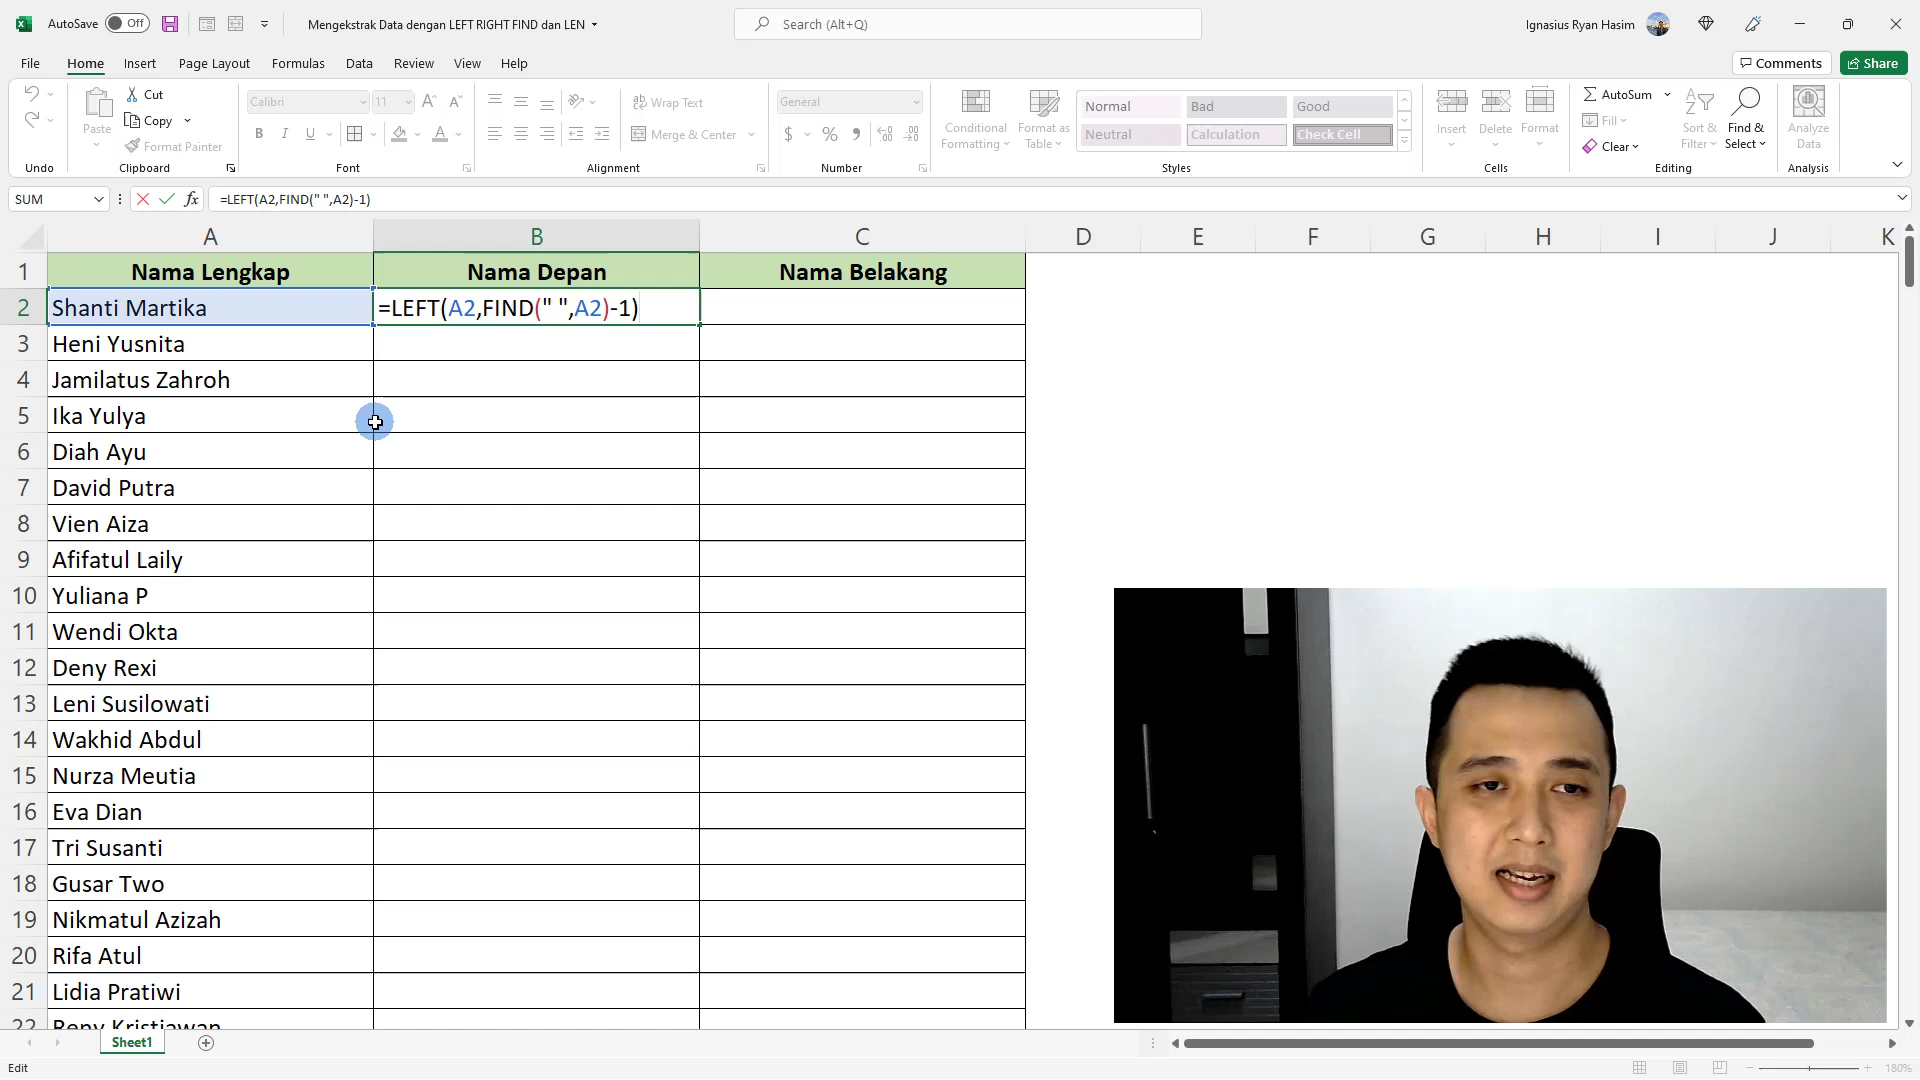 AutoSave Off Mengekstrak Data dengan LEFT RIGHT FIND dan LEN Search (Alt+Q) Ignasius Ryan Hasim
File Home Insert Page Layout Formulas Data Review View Help Comments Share
Paste Cut Calibri 11 Wrap Text General Normal Bad Good AutoSum
Copy Merge & Center $ % Conditional Formatting Format as Table Neutral Calculation Check Cell Insert Delete Format Fill Sort & Filter Find & Select Analyze Data
Format Painter B I U Clear
Undo Clipboard Font Alignment Number Styles Cells Editing Analysis
SUM fx =LEFT(A2,FIND(" ",A2)-1)
A B C D E F G H I J K
1 Nama Lengkap Nama Depan Nama Belakang
2 Shanti Martika =LEFT(A2,FIND(" ",A2)-1)
3 Heni Yusnita
4 Jamilatus Zahroh
5 Ika Yulya
6 Diah Ayu
7 David Putra
8 Vien Aiza
9 Afifatul Laily
10 Yuliana P
11 Wendi Okta
12 Deny Rexi
13 Leni Susilowati
14 Wakhid Abdul
15 Nurza Meutia
16 Eva Dian
17 Tri Susanti
18 Gusar Two
19 Nikmatul Azizah
20 Rifa Atul
21 Lidia Pratiwi
22 Reny Kristiawan
Sheet1
Edit 180%